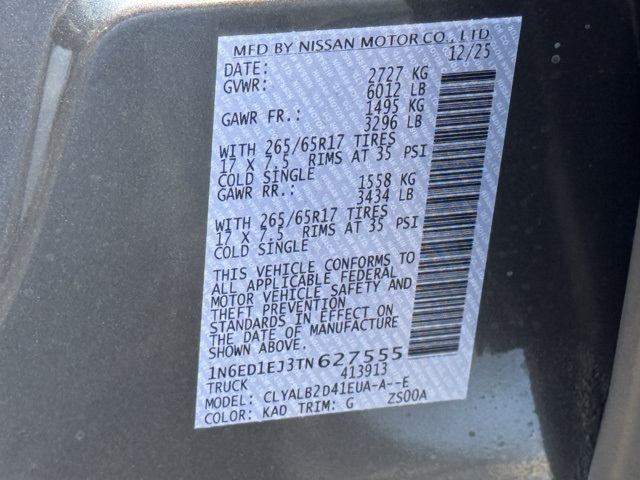 MFD BY NISSAN MOTOR CO., LTD.
DATE: 12/25
GVWR: 2727 KG
6012 LB
GAWR FR.: 1495 KG
3296 LB
WITH 265/65R17 TIRES
17 X 7.5 RIMS AT 35 PSI
COLD SINGLE
GAWR RR.: 1558 KG
3434 LB
WITH 265/65R17 TIRES
17 X 7.5 RIMS AT 35 PSI
COLD SINGLE
THIS VEHICLE CONFORMS TO
ALL APPLICABLE FEDERAL
MOTOR VEHICLE SAFETY AND
THEFT PREVENTION
STANDARDS IN EFFECT ON
THE DATE OF MANUFACTURE
SHOWN ABOVE.
1N6ED1EJ3TN627555
TRUCK 413913
MODEL: CLYALB2D41EUA-A--E
COLOR: KAD TRIM: G ZS00A